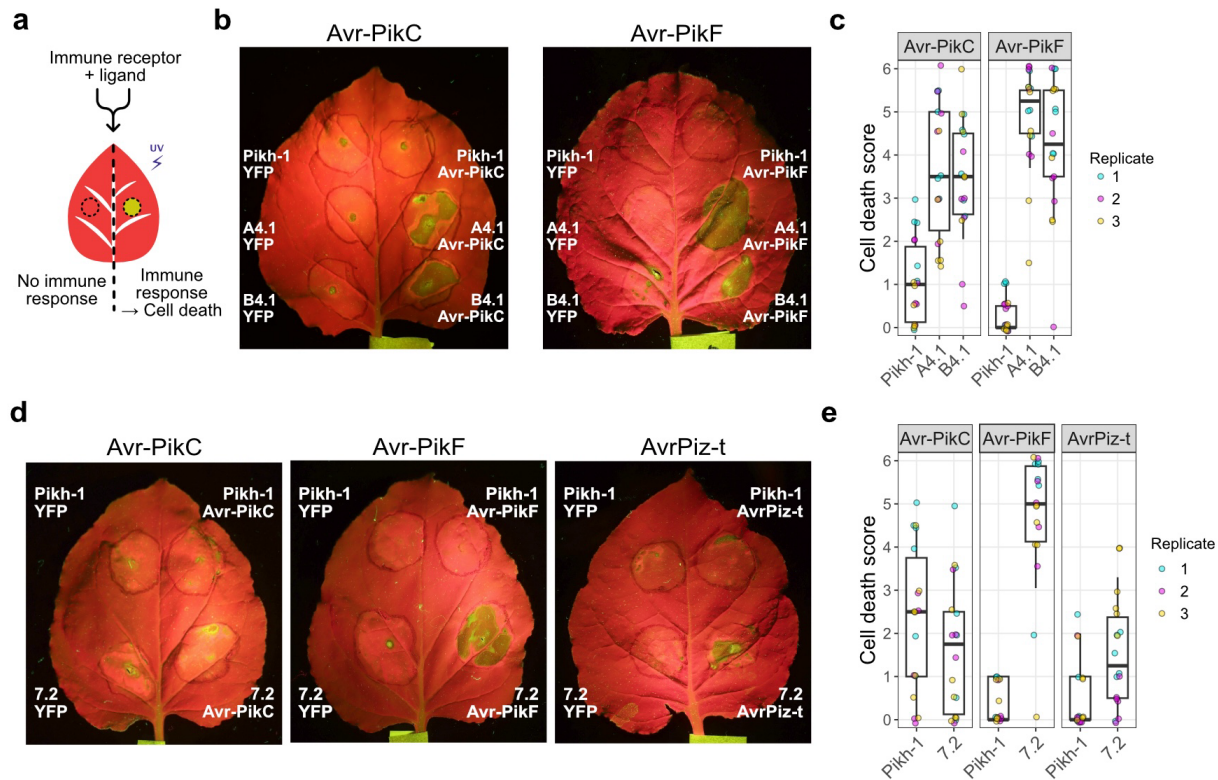 a
Immune receptor
+ ligand
UV
No immune
response
Immune
response
→ Cell death
b
Avr-PikC
Pikh-1
YFP
Pikh-1
Avr-PikC
A4.1
YFP
A4.1
Avr-PikC
B4.1
YFP
B4.1
Avr-PikC
Avr-PikF
Pikh-1
YFP
Pikh-1
Avr-PikF
A4.1
YFP
A4.1
Avr-PikF
B4.1
YFP
B4.1
Avr-PikF
c
Avr-PikC
Avr-PikF
Cell death score
6
5
4
3
2
1
0
Pikh-1
A4.1
B4.1
Pikh-1
A4.1
B4.1
Replicate
1
2
3
d
Avr-PikC
Pikh-1
YFP
Pikh-1
Avr-PikC
7.2
YFP
7.2
Avr-PikC
Avr-PikF
Pikh-1
YFP
Pikh-1
Avr-PikF
7.2
YFP
7.2
Avr-PikF
AvrPiz-t
Pikh-1
YFP
Pikh-1
AvrPiz-t
7.2
YFP
7.2
AvrPiz-t
e
Avr-PikC
Avr-PikF
AvrPiz-t
Cell death score
6
5
4
3
2
1
0
Pikh-1
7.2
Pikh-1
7.2
Pikh-1
7.2
Replicate
1
2
3